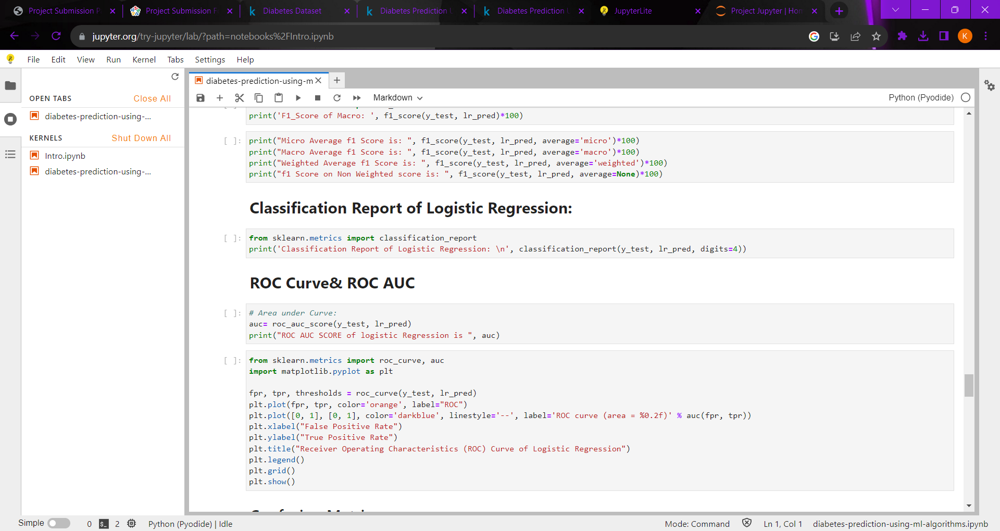 Project Submission P
Project Submission F
Diabetes Dataset
Diabetes Prediction U
Diabetes Prediction U
JupyterLite
Project Jupyter | Hom
jupyter.org/try-jupyter/lab/?path=notebooks%2FIntro.ipynb
K
File Edit View Run Kernel Tabs Settings Help
OPEN TABS Close All
diabetes-prediction-using-...
KERNELS Shut Down All
Intro.ipynb
diabetes-prediction-using-...
diabetes-prediction-using-m
Markdown
Python (Pyodide)
print('F1_Score of Macro: ', f1_score(y_test, lr_pred)*100)
[ ]: print("Micro Average f1 Score is: ", f1_score(y_test, lr_pred, average='micro')*100)
print("Macro Average f1 Score is: ", f1_score(y_test, lr_pred, average='macro')*100)
print("Weighted Average f1 Score is: ", f1_score(y_test, lr_pred, average='weighted')*100)
print("f1 Score on Non Weighted score is: ", f1_score(y_test, lr_pred, average=None)*100)
Classification Report of Logistic Regression:
[ ]: from sklearn.metrics import classification_report
print('Classification Report of Logistic Regression: \n', classification_report(y_test, lr_pred, digits=4))
ROC Curve& ROC AUC
[ ]: # Area under Curve:
auc= roc_auc_score(y_test, lr_pred)
print("ROC AUC SCORE of logistic Regression is ", auc)
[ ]: from sklearn.metrics import roc_curve, auc
import matplotlib.pyplot as plt
fpr, tpr, thresholds = roc_curve(y_test, lr_pred)
plt.plot(fpr, tpr, color='orange', label="ROC")
plt.plot([0, 1], [0, 1], color='darkblue', linestyle='--', label='ROC curve (area = %0.2f)' % auc(fpr, tpr))
plt.xlabel("False Positive Rate")
plt.ylabel("True Positive Rate")
plt.title("Receiver Operating Characteristics (ROC) Curve of Logistic Regression")
plt.legend()
plt.grid()
plt.show()
Simple 0 2 Python (Pyodide) | Idle
Mode: Command Ln 1, Col 1 diabetes-prediction-using-ml-algorithms.ipynb